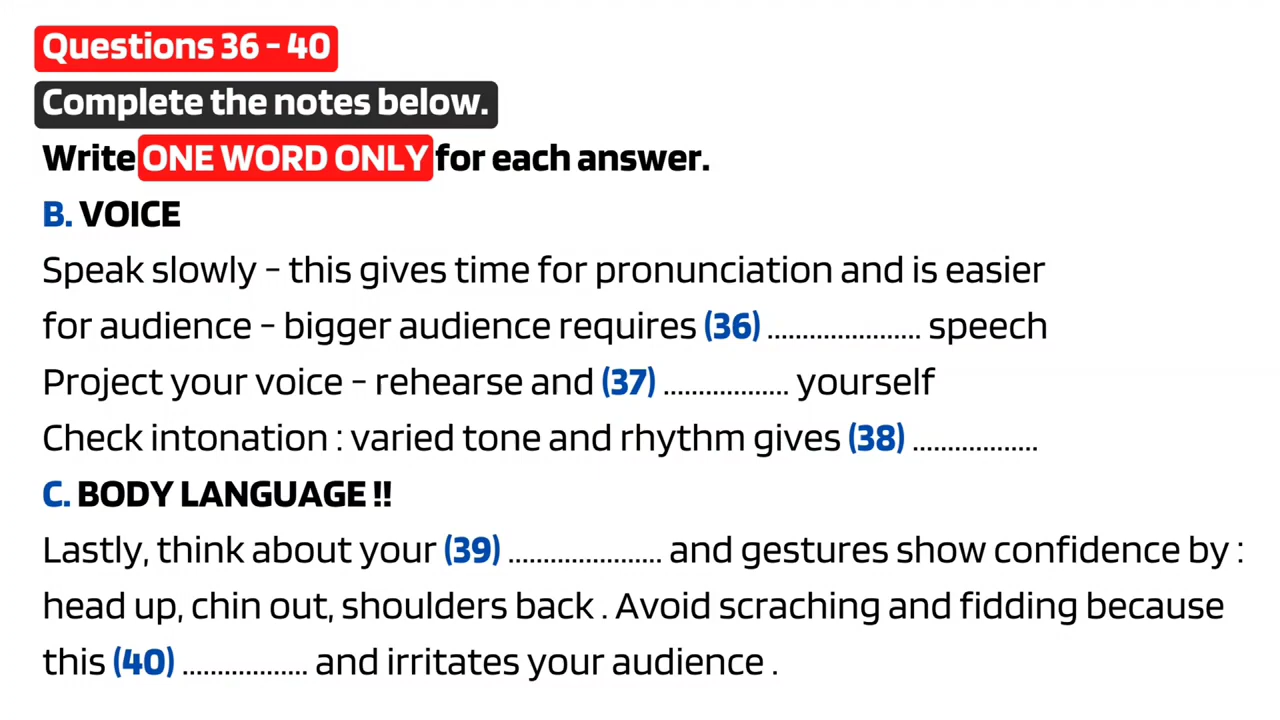 Questions 36 - 40
Complete the notes below.
Write ONE WORD ONLY for each answer.
B. VOICE
Speak slowly - this gives time for pronunciation and is easier
for audience - bigger audience requires (36) ...................... speech
Project your voice - rehearse and (37) .................. yourself
Check intonation : varied tone and rhythm gives (38) ..................
C. BODY LANGUAGE !!
Lastly, think about your (39) ...................... and gestures show confidence by :
head up, chin out, shoulders back . Avoid scraching and fidding because
this (40) .................. and irritates your audience .